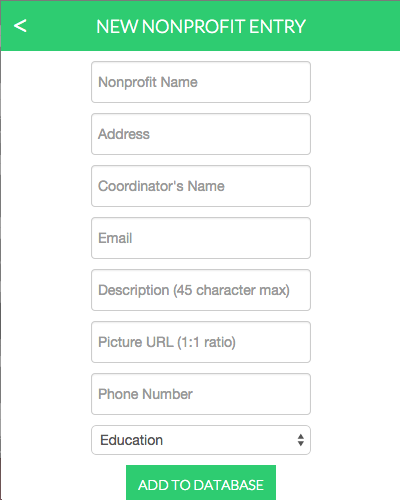 < NEW NONPROFIT ENTRY
Nonprofit Name
Address
Coordinator's Name
Email
Description (45 character max)
Picture URL (1:1 ratio)
Phone Number
Education
ADD TO DATABASE